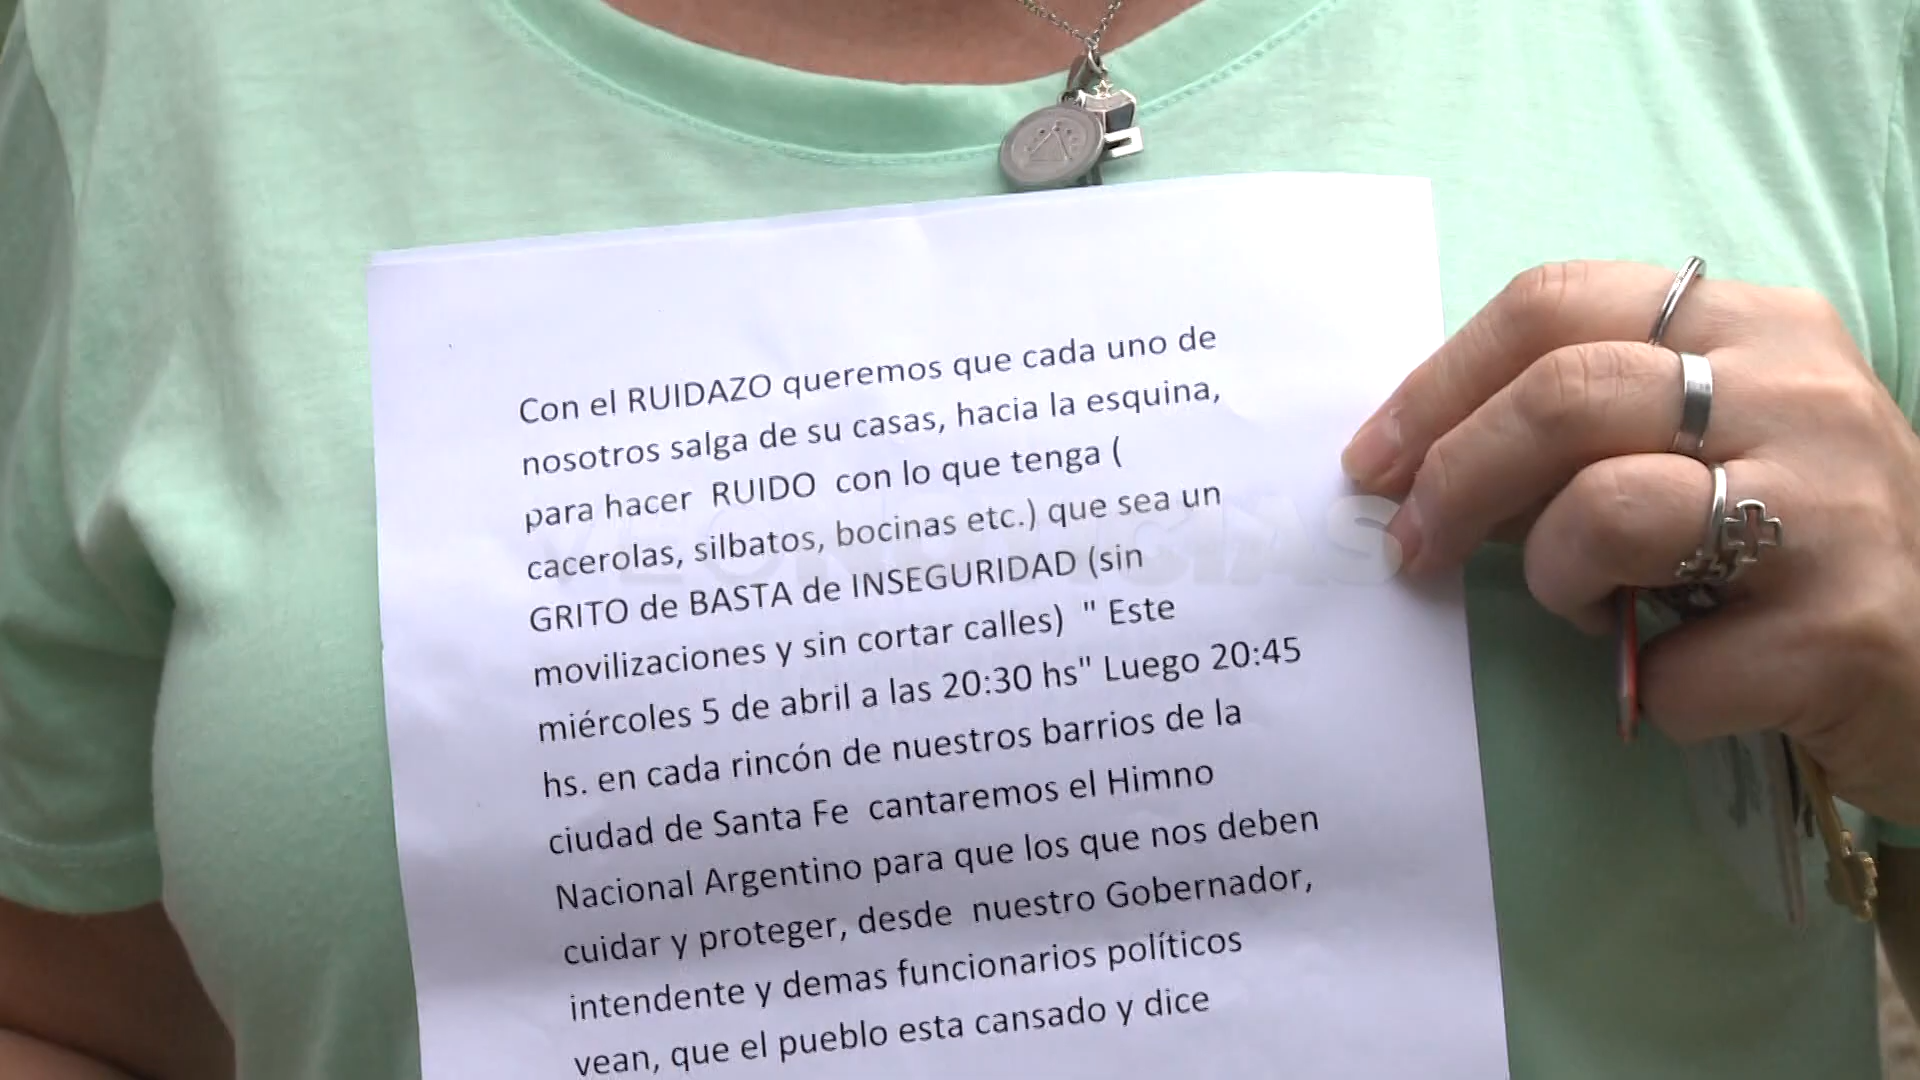 Con el RUIDAZO queremos que cada uno de
nosotros salga de su casas, hacia la esquina,
para hacer  RUIDO  con lo que tenga (
cacerolas, silbatos, bocinas etc.) que sea un
GRITO de BASTA de INSEGURIDAD (sin
movilizaciones y sin cortar calles)  " Este
miércoles 5 de abril a las 20:30 hs" Luego 20:45
hs. en cada rincón de nuestros barrios de la
ciudad de Santa Fe  cantaremos el Himno
Nacional Argentino para que los que nos deben
cuidar y proteger, desde  nuestro Gobernador,
intendente y demas funcionarios políticos
vean, que el pueblo esta cansado y dice